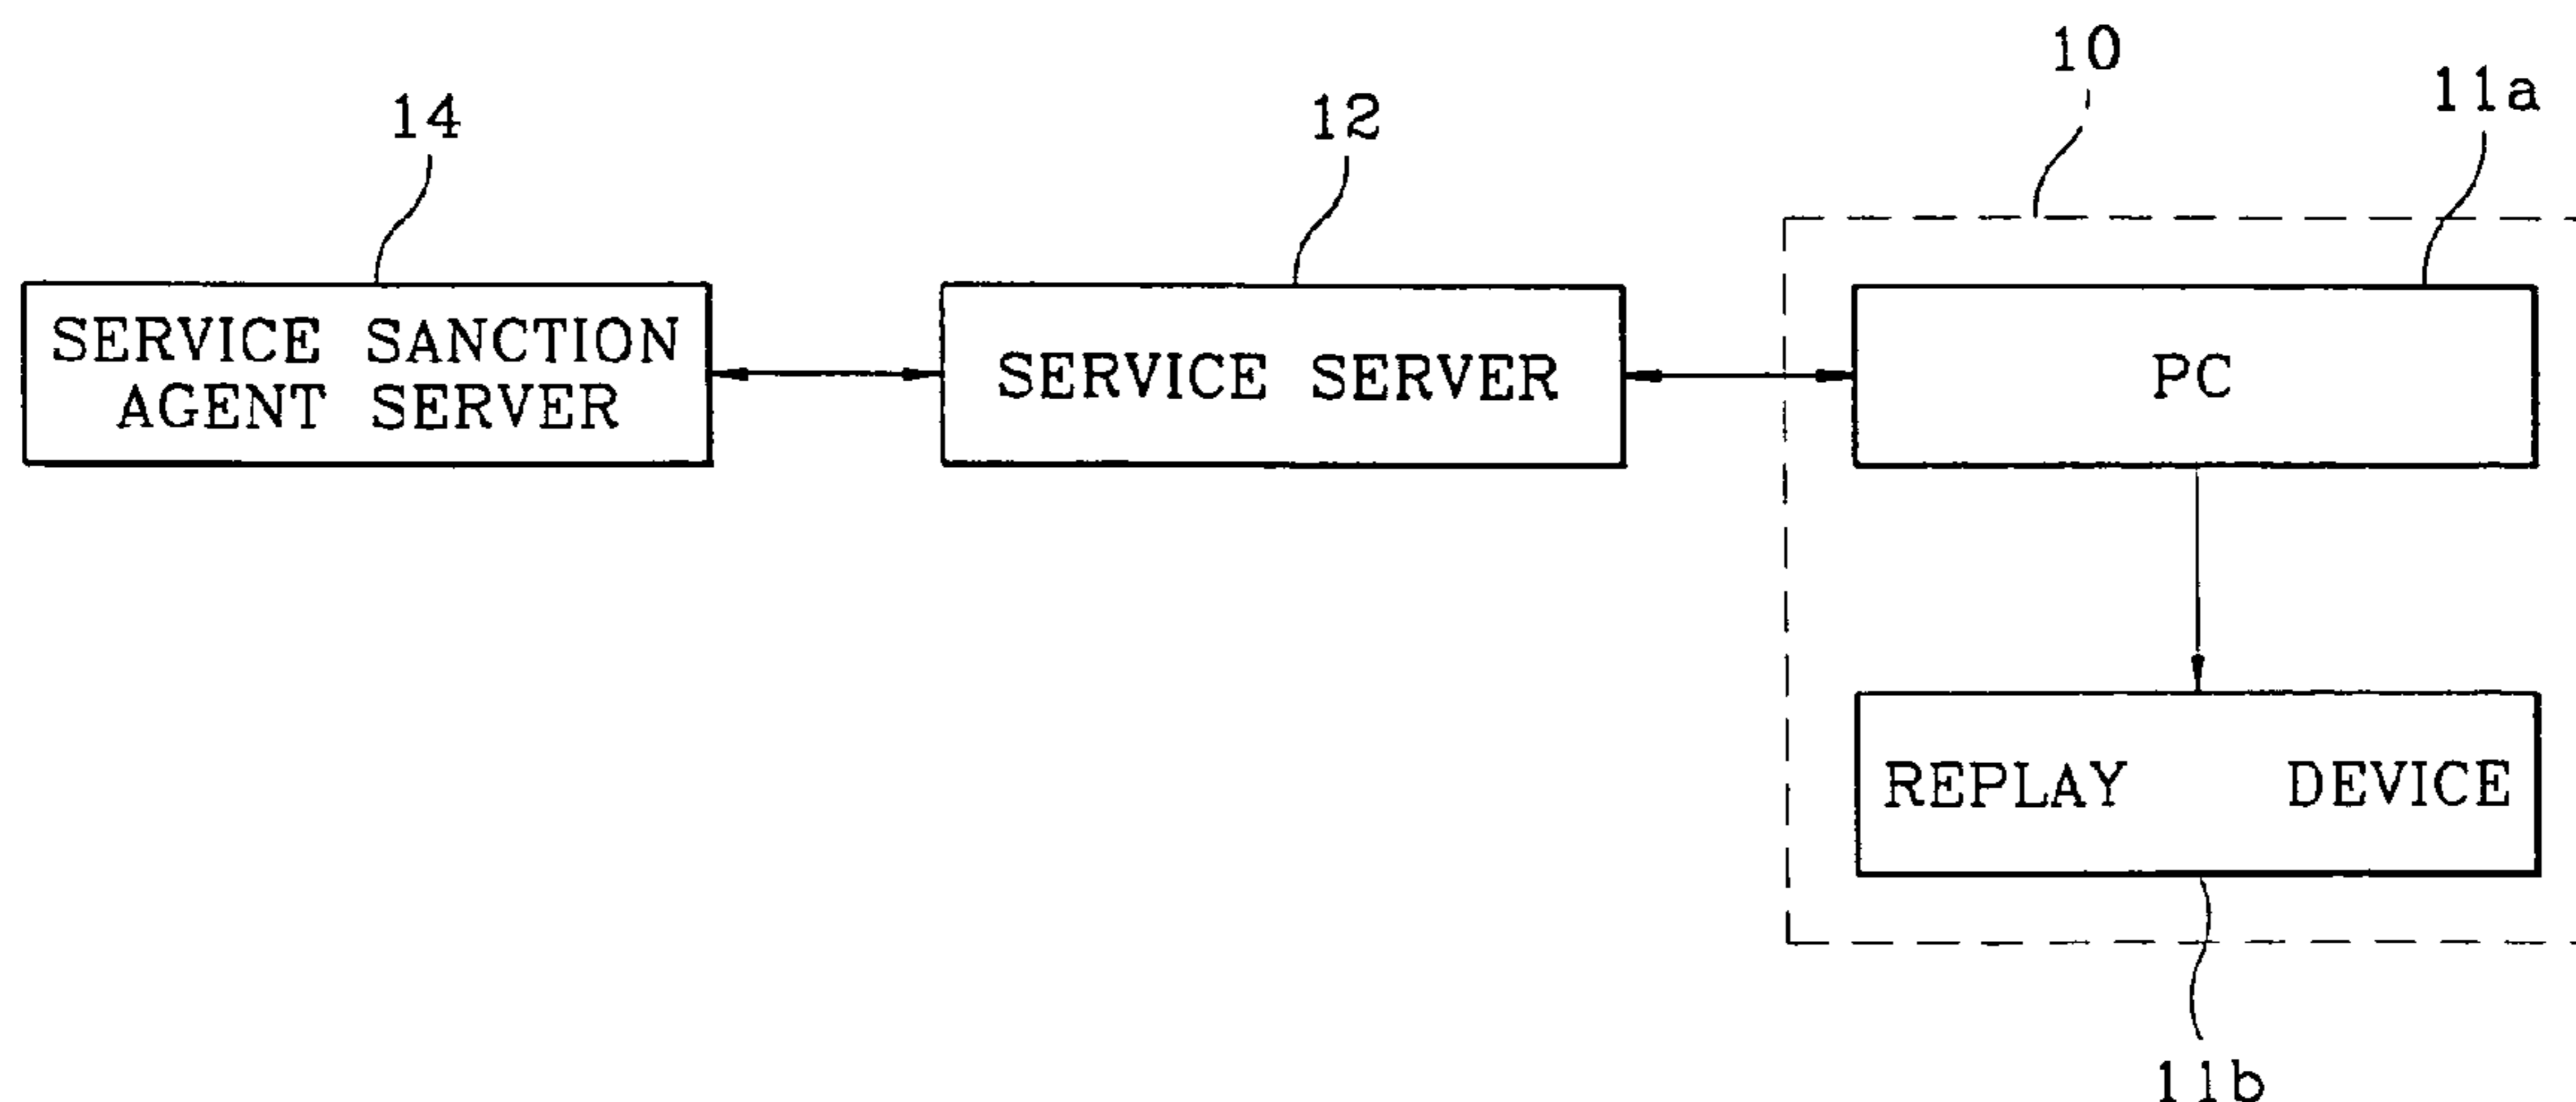 10
11a
14
12
SERVICE SANCTION
AGENT SERVER
SERVICE SERVER
PC
REPLAY DEVICE
11b